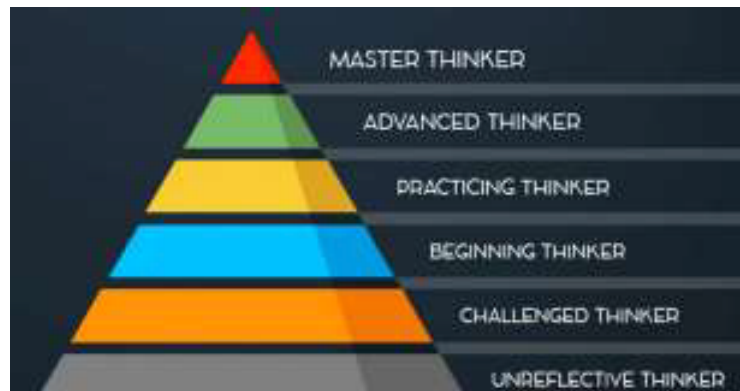 MASTER THINKER
ADVANCED THINKER
PRACTICING THINKER
BEGINNING THINKER
CHALLENGED THINKER
UNREFLECTIVE THINKER